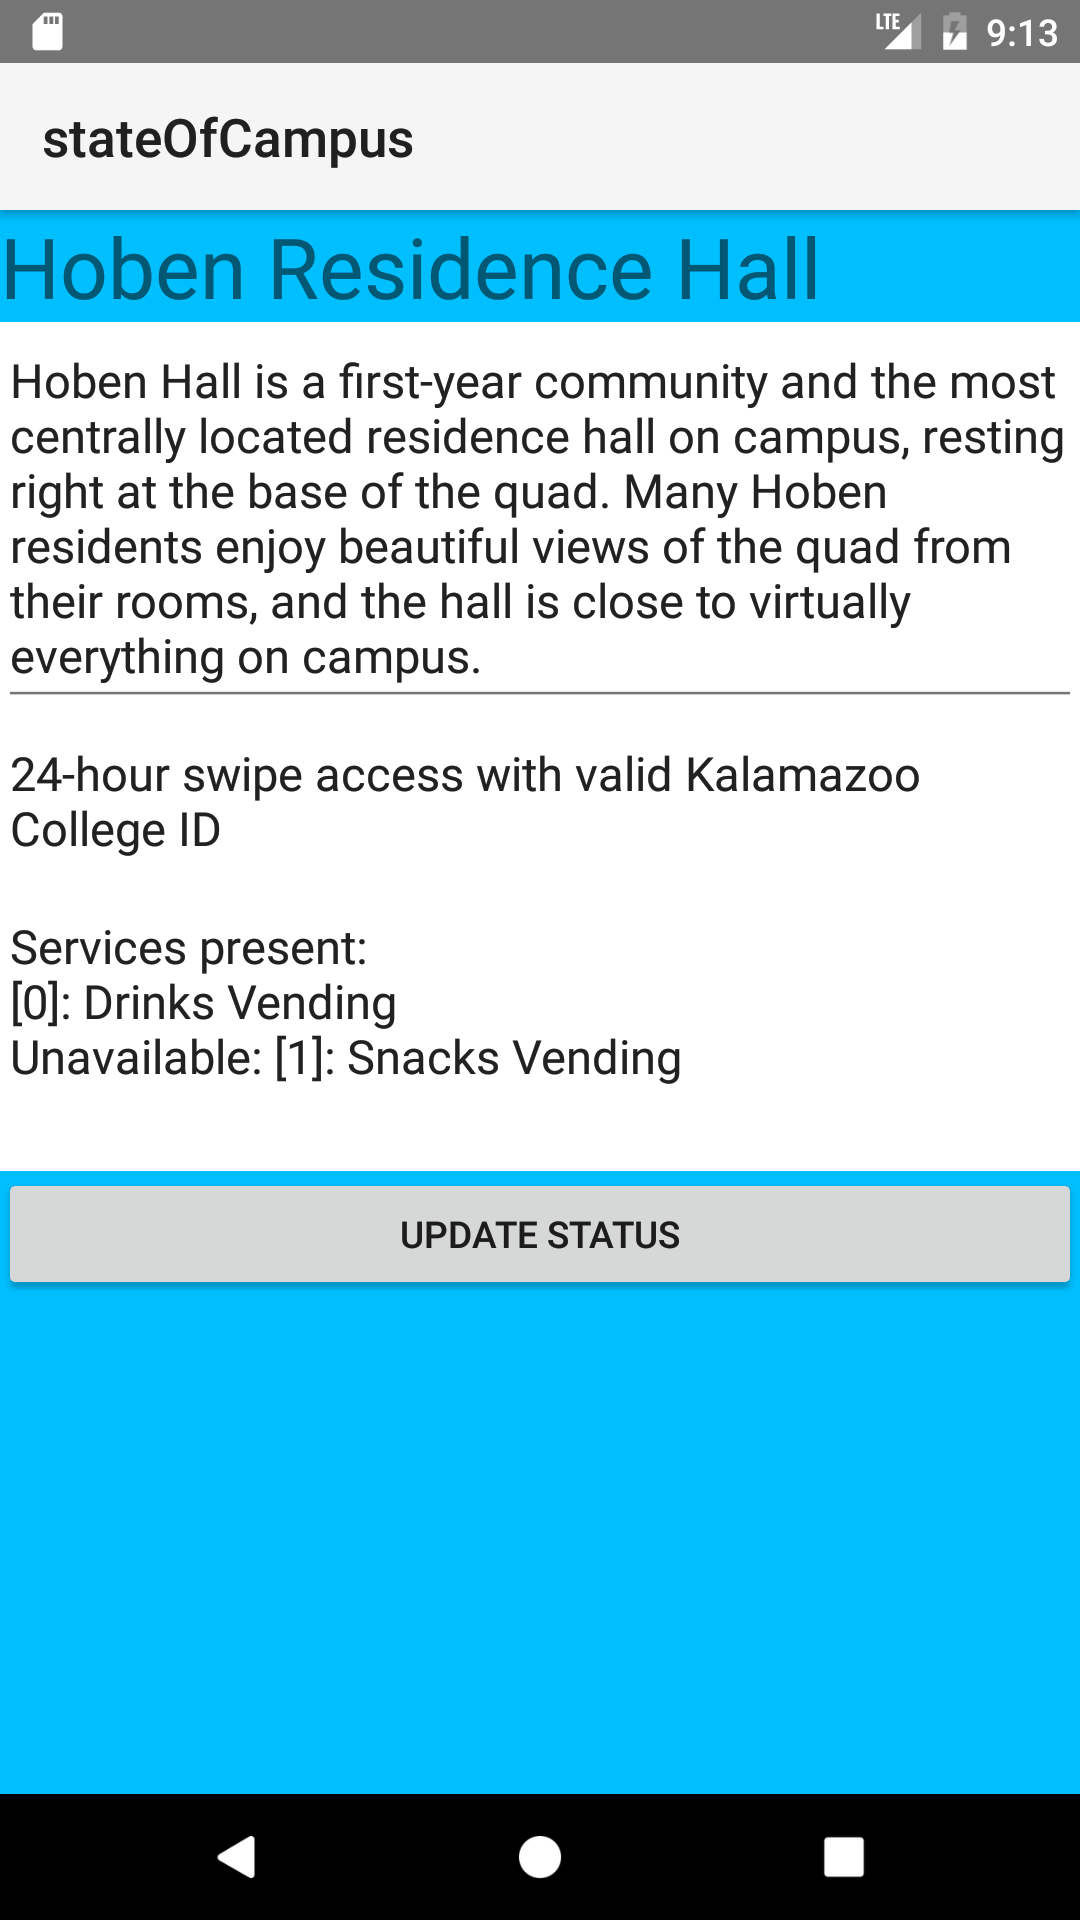 LTE 9:13
stateOfCampus
Hoben Residence Hall
Hoben Hall is a first-year community and the most
centrally located residence hall on campus, resting
right at the base of the quad. Many Hoben
residents enjoy beautiful views of the quad from
their rooms, and the hall is close to virtually
everything on campus.
24-hour swipe access with valid Kalamazoo
College ID
Services present:
[0]: Drinks Vending
Unavailable: [1]: Snacks Vending
UPDATE STATUS